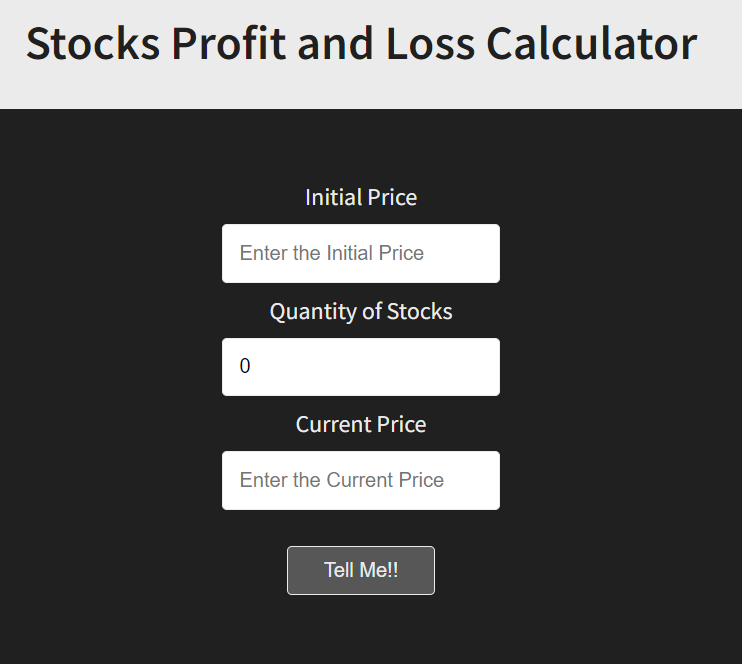 Stocks Profit and Loss Calculator
Initial Price
Enter the Initial Price
Quantity of Stocks
0
Current Price
Enter the Current Price
Tell Me!!